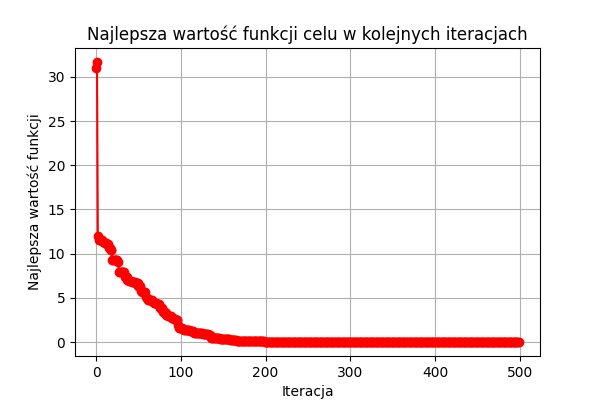 Najlepsza wartość funkcji celu w kolejnych iteracjach
Najlepsza wartość funkcji
30
25
20
15
10
5
0
0 100 200 300 400 500
Iteracja